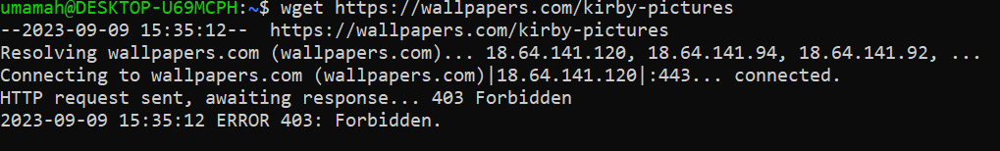 umamah@DESKTOP-U69MCPH:~$ wget https://wallpapers.com/kirby-pictures
--2023-09-09 15:35:12--  https://wallpapers.com/kirby-pictures
Resolving wallpapers.com (wallpapers.com)... 18.64.141.120, 18.64.141.94, 18.64.141.92, ...
Connecting to wallpapers.com (wallpapers.com)|18.64.141.120|:443... connected.
HTTP request sent, awaiting response... 403 Forbidden
2023-09-09 15:35:12 ERROR 403: Forbidden.